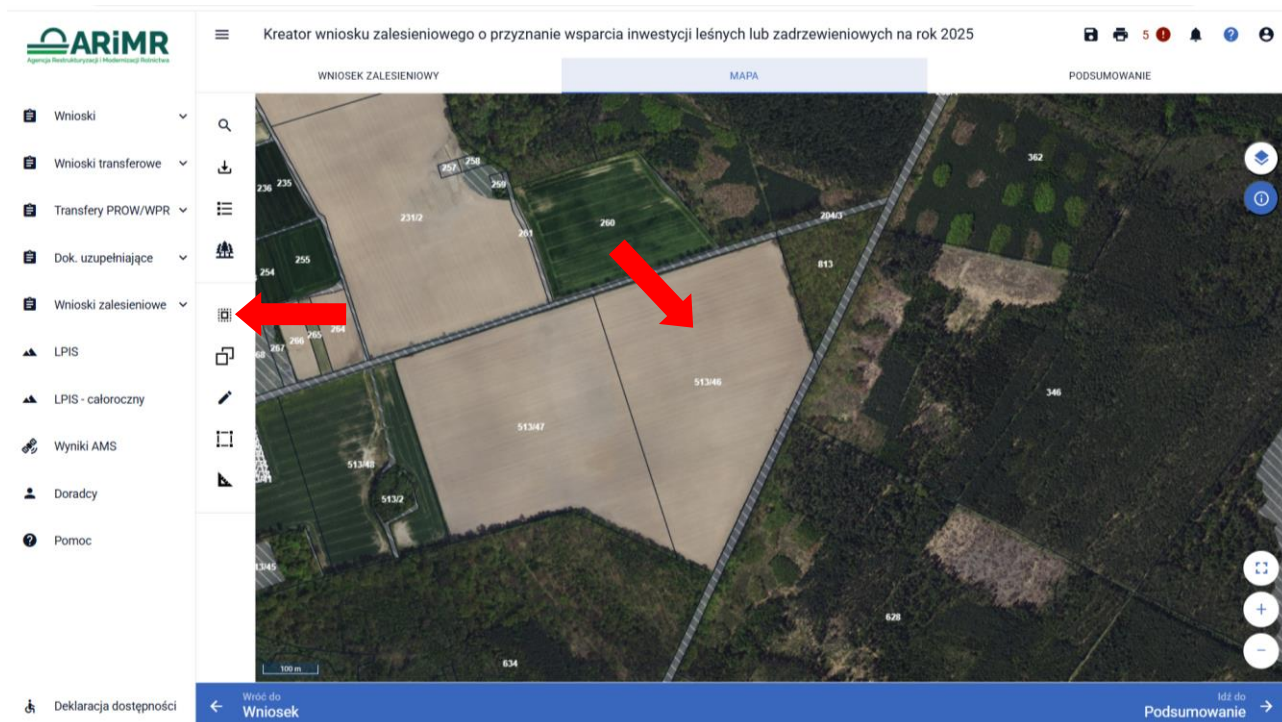 ARiMR
Agencja Restrukturyzacji i Modernizacji Rolnictwa
Kreator wniosku zalesieniowego o przyznanie wsparcia inwestycji leśnych lub zadrzewieniowych na rok 2025
5
WNIOSEK ZALESIENIOWY
MAPA
PODSUMOWANIE
Wnioski
Wnioski transferowe
Transfery PROW/WPR
Dok. uzupełniające
Wnioski zalesieniowe
LPIS
LPIS - całoroczny
Wyniki AMS
Doradcy
Pomoc
Deklaracja dostępności
257
258
259
362
236
235
231/2
204/3
260
261
255
254
813
264
265
266
267
68
513/46
346
513/47
513/48
513/2
13/45
628
634
100 m
Wróć do
Wniosek
Idź do
Podsumowanie